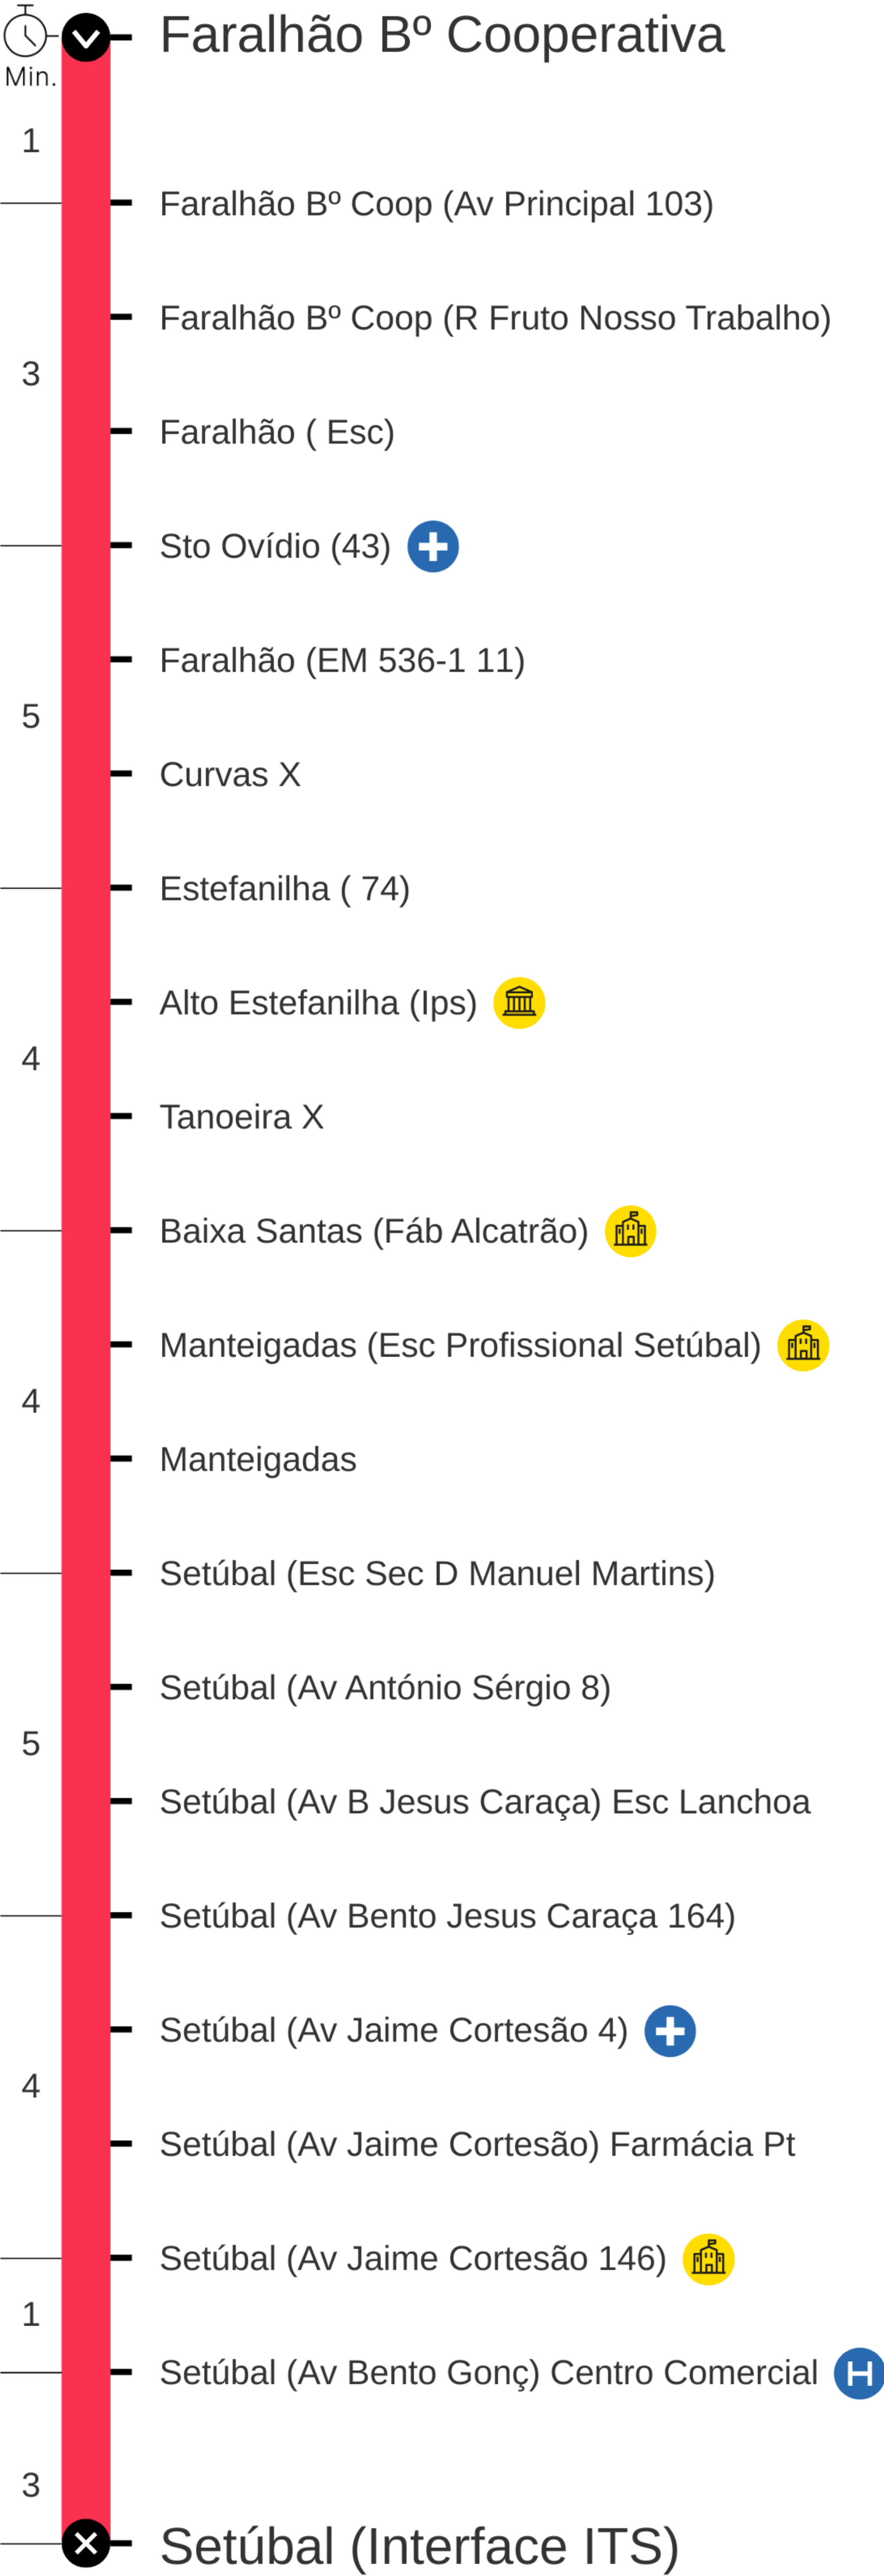 Faralhão Bº Cooperativa
Min.
1
Faralhão Bº Coop (Av Principal 103)
Faralhão Bº Coop (R Fruto Nosso Trabalho)
3
Faralhão ( Esc)
Sto Ovídio (43)
Faralhão (EM 536-1 11)
5
Curvas X
Estefanilha ( 74)
Alto Estefanilha (Ips)
4
Tanoeira X
Baixa Santas (Fáb Alcatrão)
Manteigadas (Esc Profissional Setúbal)
4
Manteigadas
Setúbal (Esc Sec D Manuel Martins)
Setúbal (Av António Sérgio 8)
5
Setúbal (Av B Jesus Caraça) Esc Lanchoa
Setúbal (Av Bento Jesus Caraça 164)
Setúbal (Av Jaime Cortesão 4)
4
Setúbal (Av Jaime Cortesão) Farmácia Pt
Setúbal (Av Jaime Cortesão 146)
1
Setúbal (Av Bento Gonç) Centro Comercial H
3
Setúbal (Interface ITS)